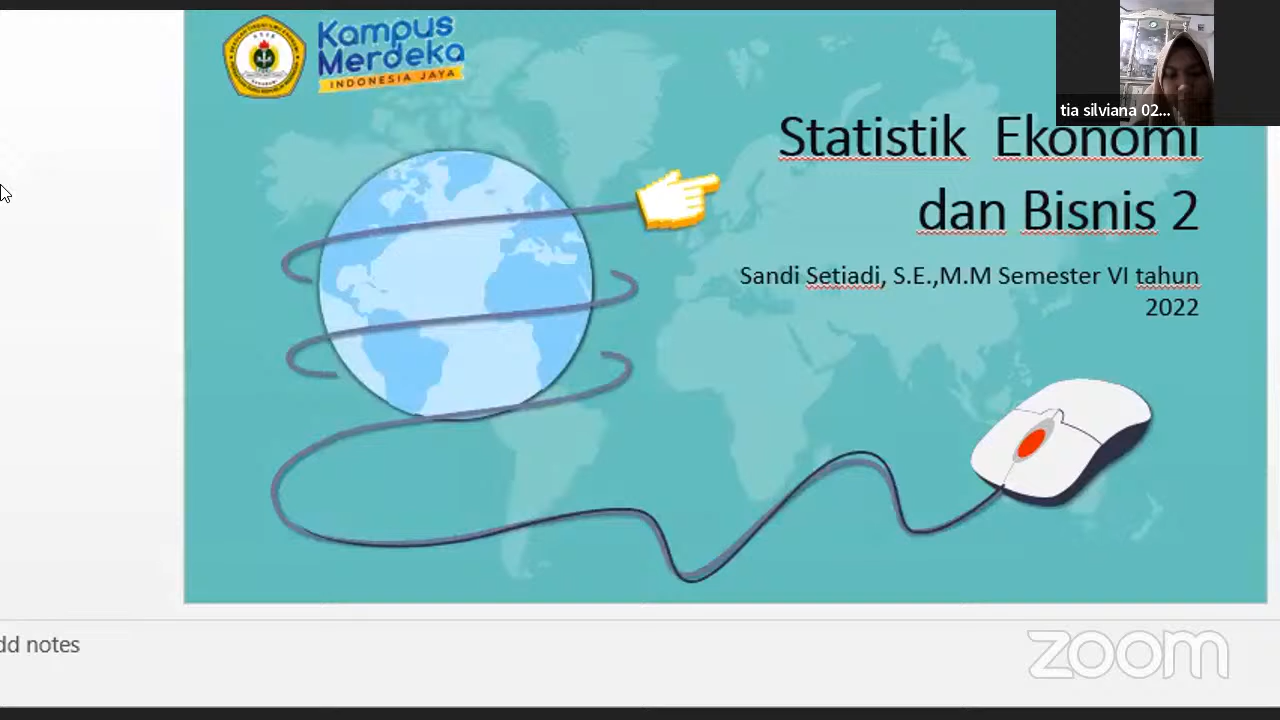 Kampus
Merdeka
INDONESIA JAYA
tia silviana 02...
Statistik Ekonomi
dan Bisnis 2
Sandi Setiadi, S.E.,M.M Semester VI tahun
2022
dd notes
zoom